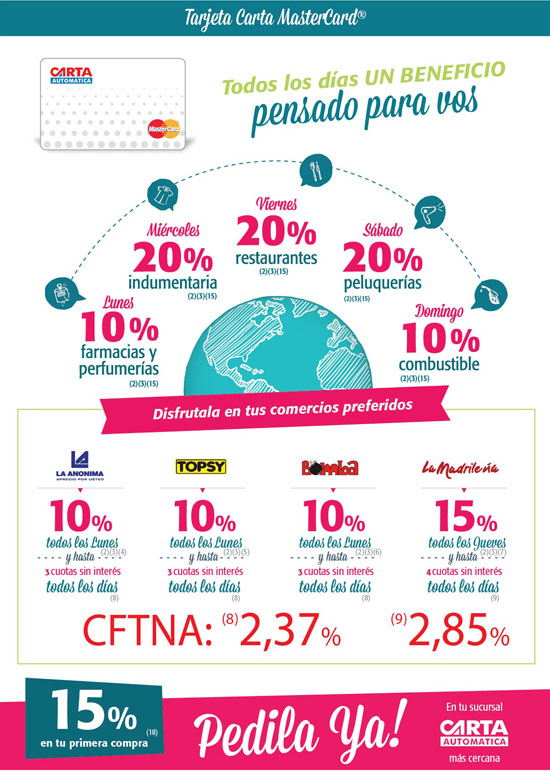 Tarjeta Carta MasterCard®
CARTA
AUTOMATICA
MasterCard
Todos los días UN BENEFICIO
pensado para vos
Lunes
10%
farmacias y
perfumerías
(2)(3)(15)
Miércoles
20%
indumentaria
(2)(3)(15)
Viernes
20%
restaurantes
(2)(3)(15)
Sábado
20%
peluquerías
(2)(3)(15)
Domingo
10%
combustible
(2)(3)(15)
Disfrutala en tus comercios preferidos
LA ANONIMA
APRECIO POR USTED
10%
todos los Lunes
y hasta (2)(3)(4)
3 cuotas sin interés
todos los días
(8)
TOPSY
10%
todos los Lunes
y hasta (2)(3)(5)
3 cuotas sin interés
todos los días
(8)
10%
todos los Lunes
y hasta (2)(3)(6)
3 cuotas sin interés
todos los días
(8)
La Madrileña
15%
todos los Jueves
y hasta (2)(3)(7)
4 cuotas sin interés
todos los días
(9)
CFTNA: (8) 2,37% (9) 2,85%
15% (18)
en tu primera compra
Pedila Ya!
En tu sucursal
CARTA
AUTOMATICA
más cercana